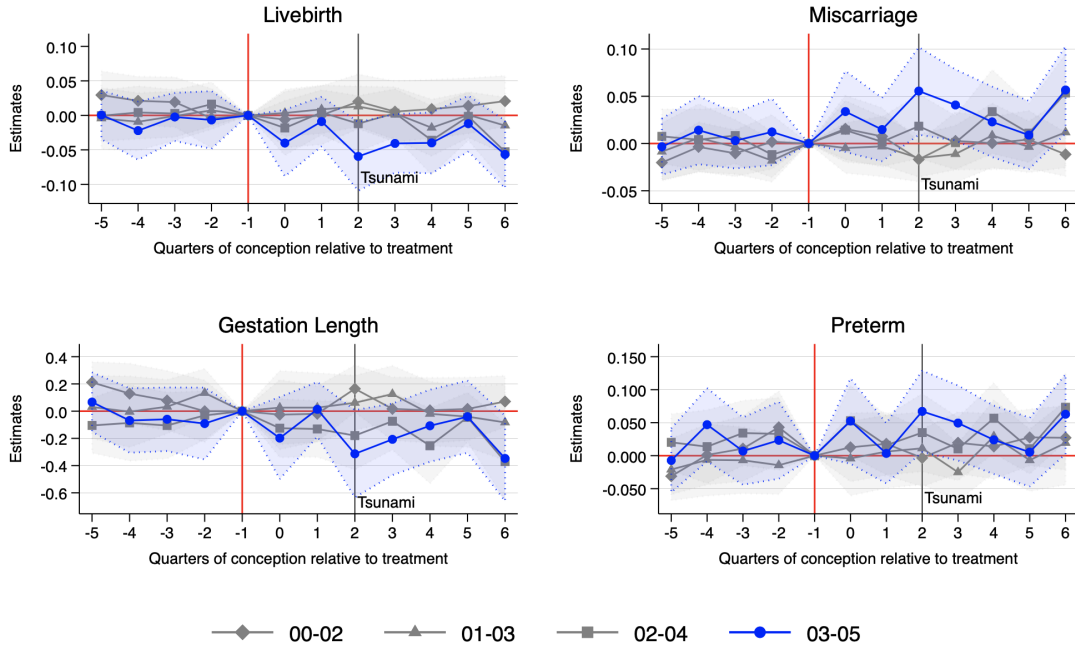 Livebirth
Estimates
0.10
0.05
0.00
-0.05
-0.10
Tsunami
-5 -4 -3 -2 -1 0 1 2 3 4 5 6
Quarters of conception relative to treatment
Miscarriage
Estimates
0.10
0.05
0.00
-0.05
Tsunami
-5 -4 -3 -2 -1 0 1 2 3 4 5 6
Quarters of conception relative to treatment
Gestation Length
Estimates
0.4
0.2
0.0
-0.2
-0.4
-0.6
Tsunami
-5 -4 -3 -2 -1 0 1 2 3 4 5 6
Quarters of conception relative to treatment
Preterm
Estimates
0.150
0.100
0.050
0.000
-0.050
Tsunami
-5 -4 -3 -2 -1 0 1 2 3 4 5 6
Quarters of conception relative to treatment
00-02 01-03 02-04 03-05